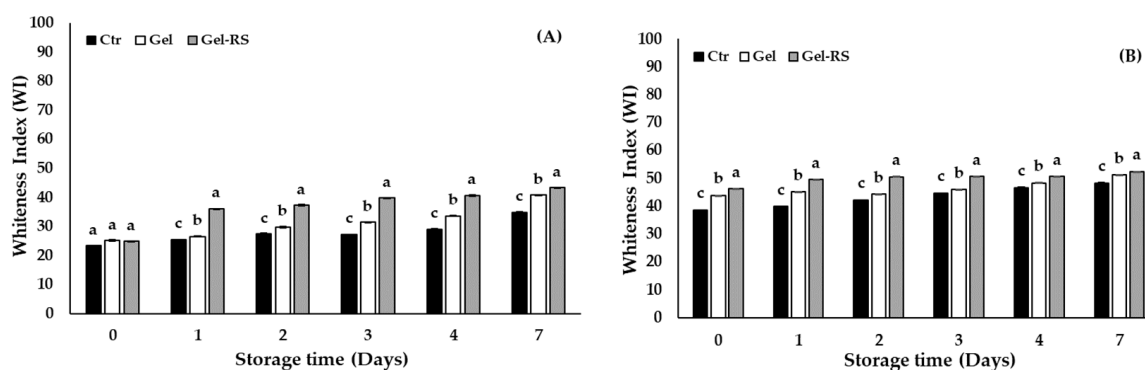 (A)
Ctr Gel Gel-RS
Whiteness Index (WI)
100
90
80
70
60
50
40
30
20
10
0
a a a c b a c b a c b a c b a c b a
0 1 2 3 4 7
Storage time (Days)
(B)
Ctr Gel Gel-RS
Whiteness Index (WI)
100
90
80
70
60
50
40
30
20
10
0
c b a c b a c b a c b a c b a c b a
0 1 2 3 4 7
Storage time (Days)